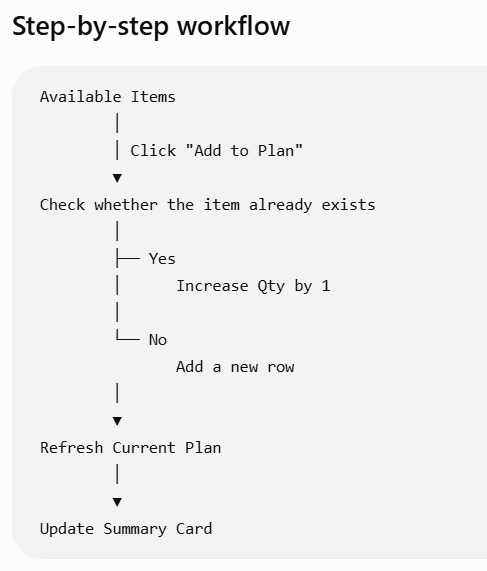 Step-by-step workflow
Available Items
│
│ Click "Add to Plan"
▼
Check whether the item already exists
│
├── Yes
│ Increase Qty by 1
│
└── No
Add a new row
│
▼
Refresh Current Plan
│
▼
Update Summary Card